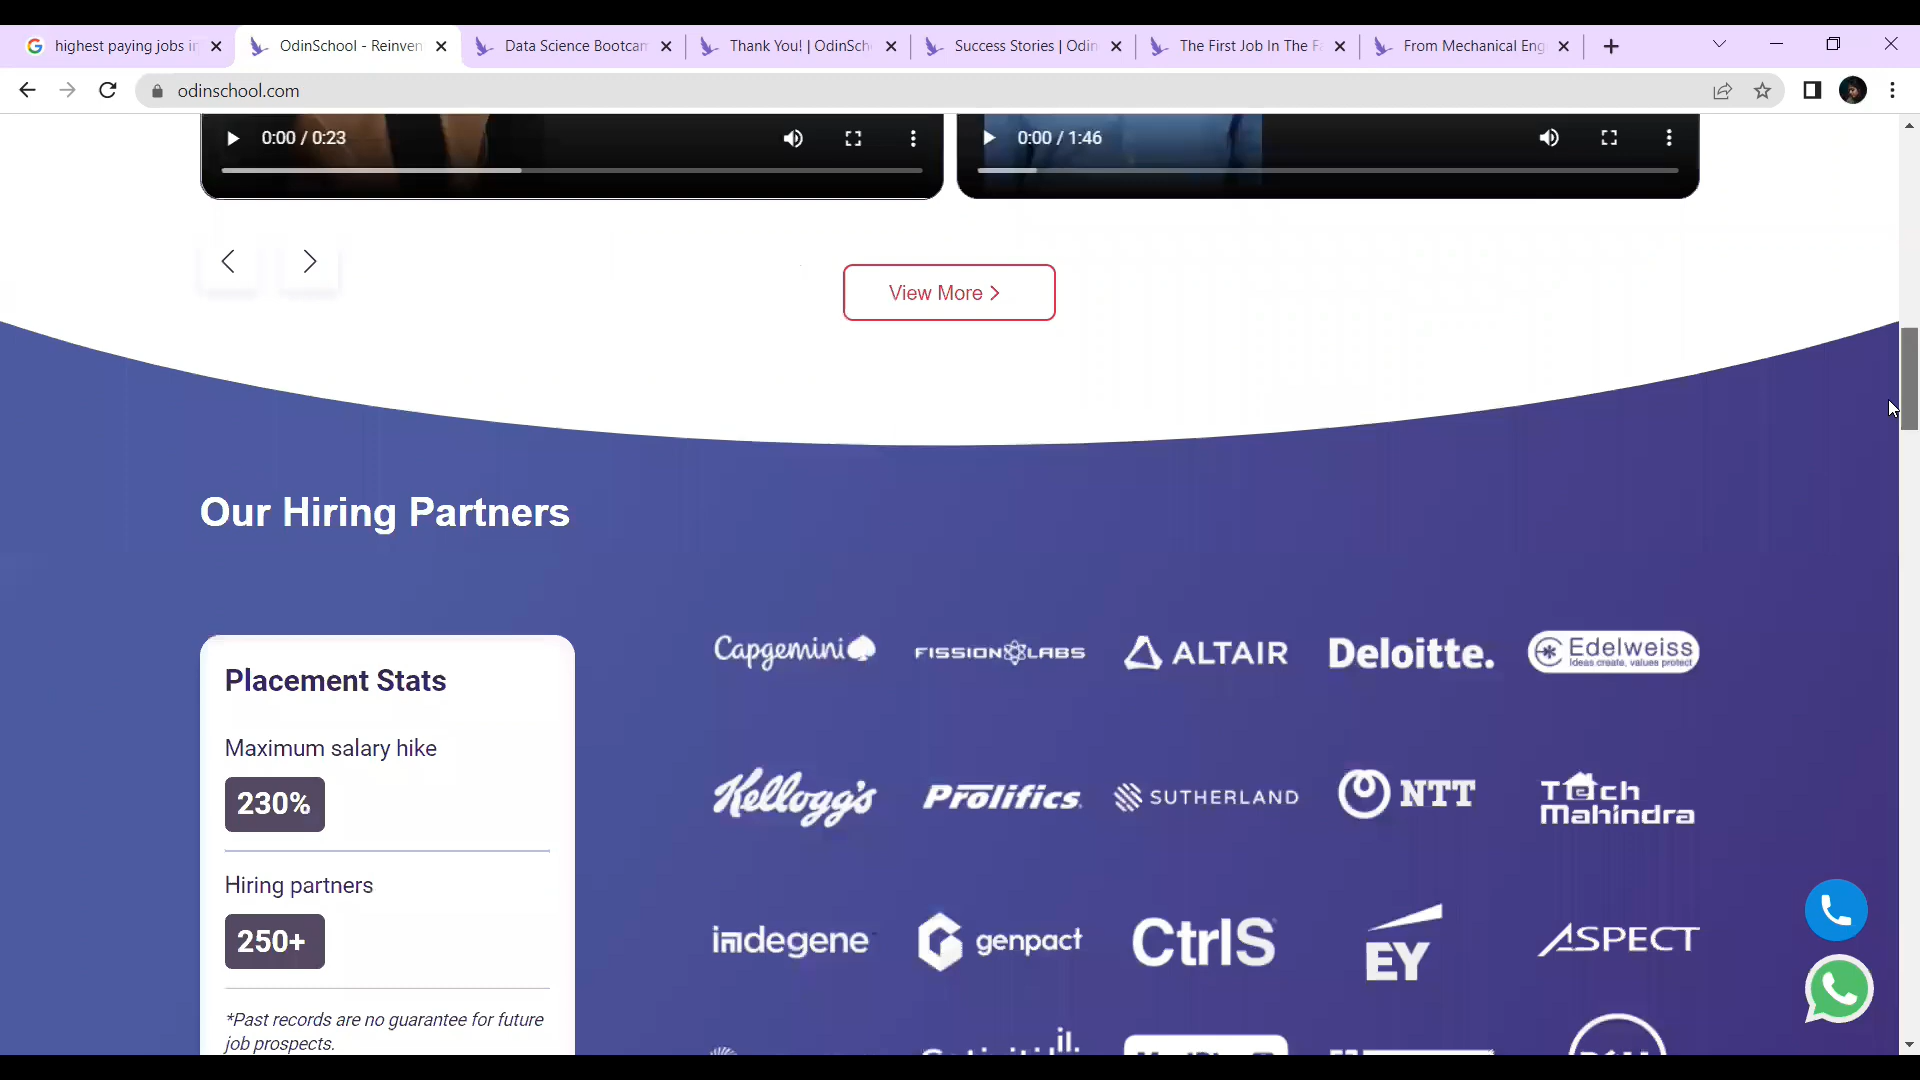 highest paying jobs in
OdinSchool - Reinven
Data Science Bootcam
Thank You! | OdinSch
Success Stories | Odin
The First Job In The F
From Mechanical Eng
odinschool.com
0:00 / 0:23
0:00 / 1:46
View More
Our Hiring Partners
Placement Stats
Maximum salary hike
230%
Hiring partners
250+
*Past records are no guarantee for future
job prospects.
Capgemini
FISSION LABS
ALTAIR
Deloitte.
Edelweiss
Ideas create, values protect
Kellogg's
Prolifics.
SUTHERLAND
NTT
Tech
Mahindra
indegene
genpact
CtrlS
EY
ASPECT